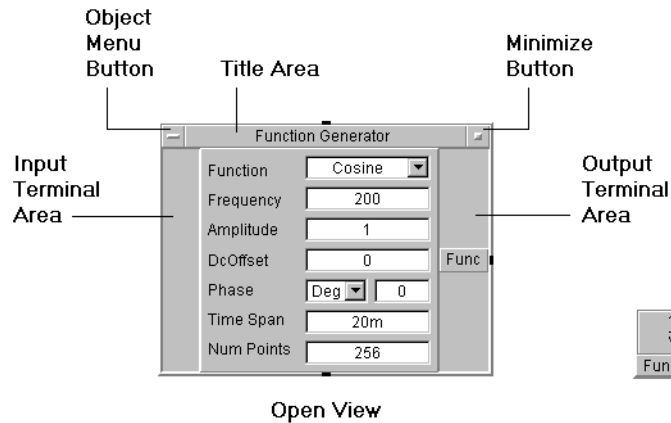 Object
Menu
Button
Title Area
Minimize
Button
Function Generator
Input
Terminal
Area
Output
Terminal
Area
Function Cosine
Frequency 200
Amplitude 1
DcOffset 0
Func
Phase Deg 0
Time Span 20m
Num Points 256
Open View